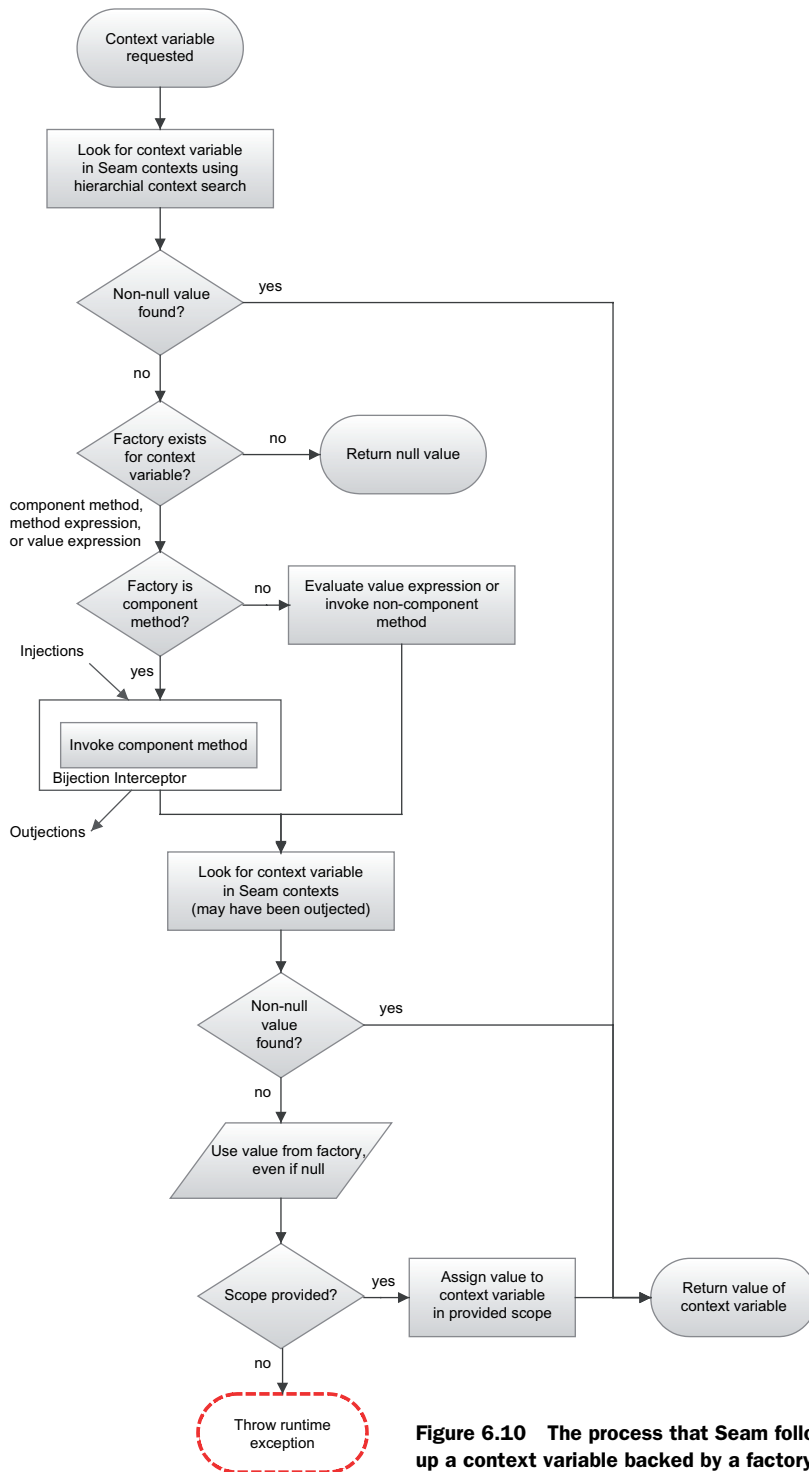 Context variable
requested
Look for context variable
in Seam contexts using
hierarchial context search
Non-null value
found?
yes
no
Factory exists
for context
variable?
no
Return null value
component method,
method expression,
or value expression
Factory is
component
method?
no
Evaluate value expression or
invoke non-component
method
Injections
yes
Invoke component method
Bijection Interceptor
Outjections
Look for context variable
in Seam contexts
(may have been outjected)
Non-null
value
found?
yes
no
Use value from factory,
even if null
Scope provided?
yes
Assign value to
context variable
in provided scope
Return value of
context variable
no
Throw runtime
exception
Figure 6.10 The process that Seam follo
up a context variable backed by a factory